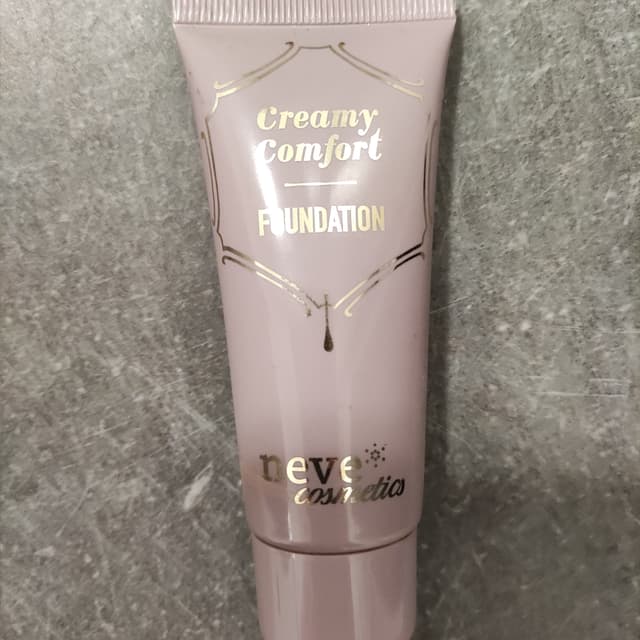 Creamy
Comfort
FOUNDATION
neve
cosmetics